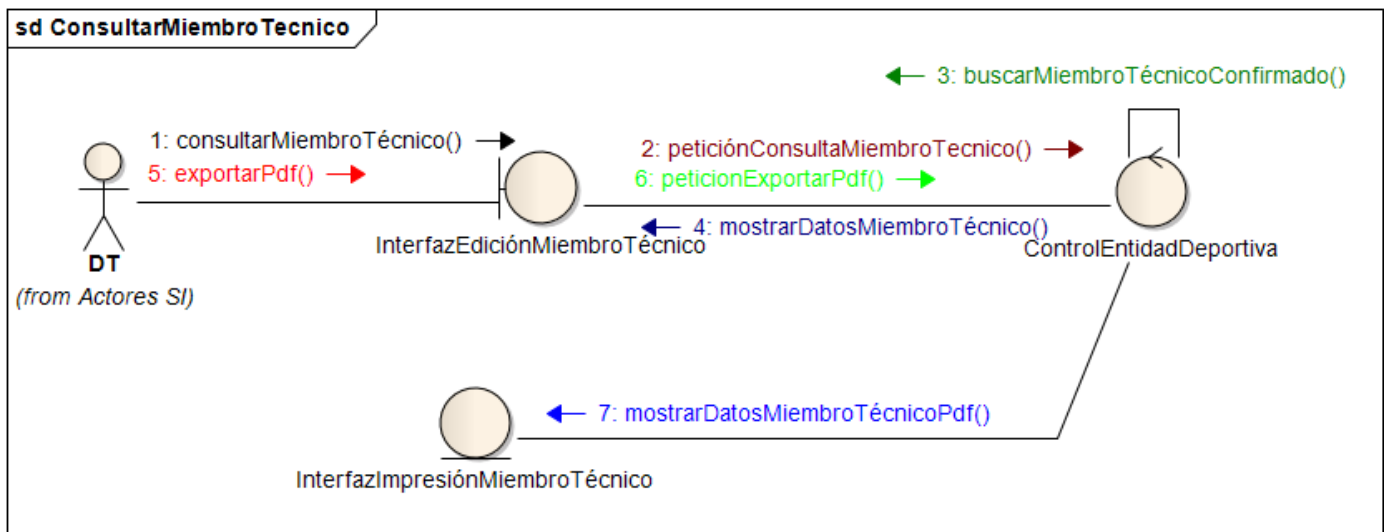 sd ConsultarMiembroTecnico
3: buscarMiembroTécnicoConfirmado()
1: consultarMiembroTécnico()
2: peticiónConsultaMiembroTecnico()
5: exportarPdf()
6: peticionExportarPdf()
4: mostrarDatosMiembroTécnico()
InterfazEdiciónMiembroTécnico
ControlEntidadDeportiva
DT
(from Actores SI)
7: mostrarDatosMiembroTécnicoPdf()
InterfazImpresiónMiembroTécnico